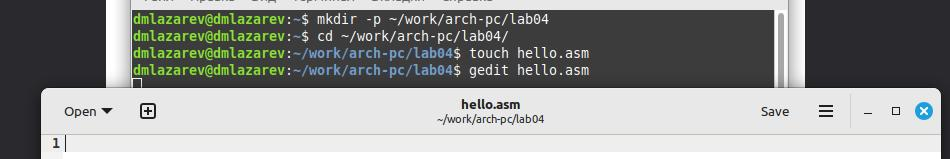 dmlazarev@dmlazarev:~$ mkdir -p ~/work/arch-pc/lab04
dmlazarev@dmlazarev:~$ cd ~/work/arch-pc/lab04/
dmlazarev@dmlazarev:~/work/arch-pc/lab04$ touch hello.asm
dmlazarev@dmlazarev:~/work/arch-pc/lab04$ gedit hello.asm
Open
hello.asm
~/work/arch-pc/lab04
Save
1